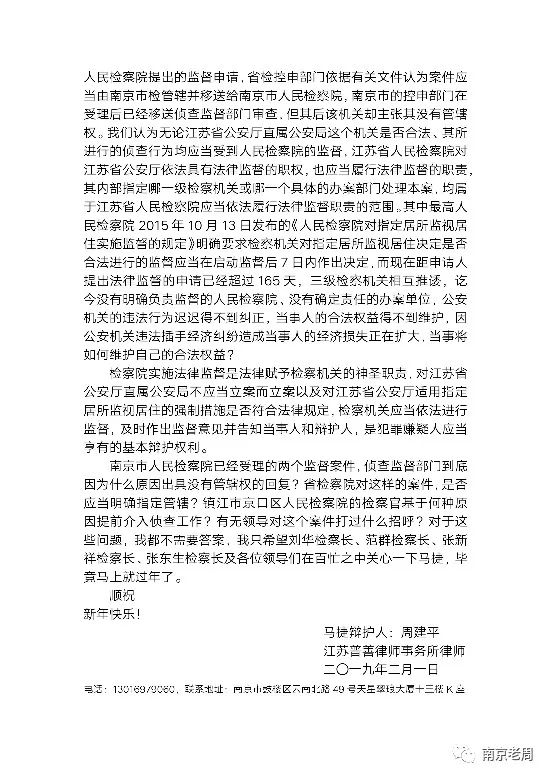 人民检察院提出的监督申请，省检控申部门依据有关文件认为案件应
当由南京市检管辖并移送给南京市人民检察院，南京市的控申部门在
受理后已经移送侦查监督部门审查，但其后该机关却主张其没有管辖
权。我们认为无论江苏省公安厅直属公安局这个机关是否合法、其所
进行的侦查行为均应当受到人民检察院的监督，江苏省人民检察院对
江苏省公安厅依法具有法律监督的职权，也应当履行法律监督的职责，
其内部指定哪一级检察机关或哪一个具体的办案部门处理本案，均属
于江苏省人民检察院应当依法履行法律监督职责的范围。其中最高人
民检察院 2015 年 10 月 13 日发布的《人民检察院对指定居所监视居
住实施监督的规定》明确要求检察机关对指定居所监视居住决定是否
合法进行的监督应当在启动监督后 7 日内作出决定，而现在距申请人
提出法律监督的申请已经超过 165 天，三级检察机关相互推诿，迄
今没有明确负责监督的人民检察院、没有确定责任的办案单位，公安
机关的违法行为迟迟得不到纠正，当事人的合法权益得不到维护，因
公安机关违法插手经济纠纷造成当事人的经济损失正在扩大，当事将
如何维护自己的合法权益？
检察院实施法律监督是法律赋予检察机关的神圣职责，对江苏省
公安厅直属公安局不应当立案而立案以及对江苏省公安厅适用指定
居所监视居住的强制措施是否符合法律规定，检察机关应当依法进行
监督，及时作出监督意见并告知当事人和辩护人，是犯罪嫌疑人应当
享有的基本辩护权利。
南京市人民检察院已经受理的两个监督案件，侦查监督部门到底
因为什么原因出具没有管辖权的回复？省检察院对这样的案件，是否
应当明确指定管辖？镇江市京口区人民检察院的检察官基于何种原
因提前介入侦查工作？有无领导对这个案件打过什么招呼？对于这
些问题，我都不需要答案，我只希望刘华检察长、范群检察长、张新
祥检察长、张东生检察长及各位领导们在百忙之中关心一下马捷，毕
竟马上就过年了。
顺祝
新年快乐！
马捷辩护人：周建平
江苏普善律师事务所律师
二〇一九年二月一日
电话：13016979060，联系地址：南京市鼓楼区云南北路 49 号天星翠琅大厦十三楼 K 座
南京老周